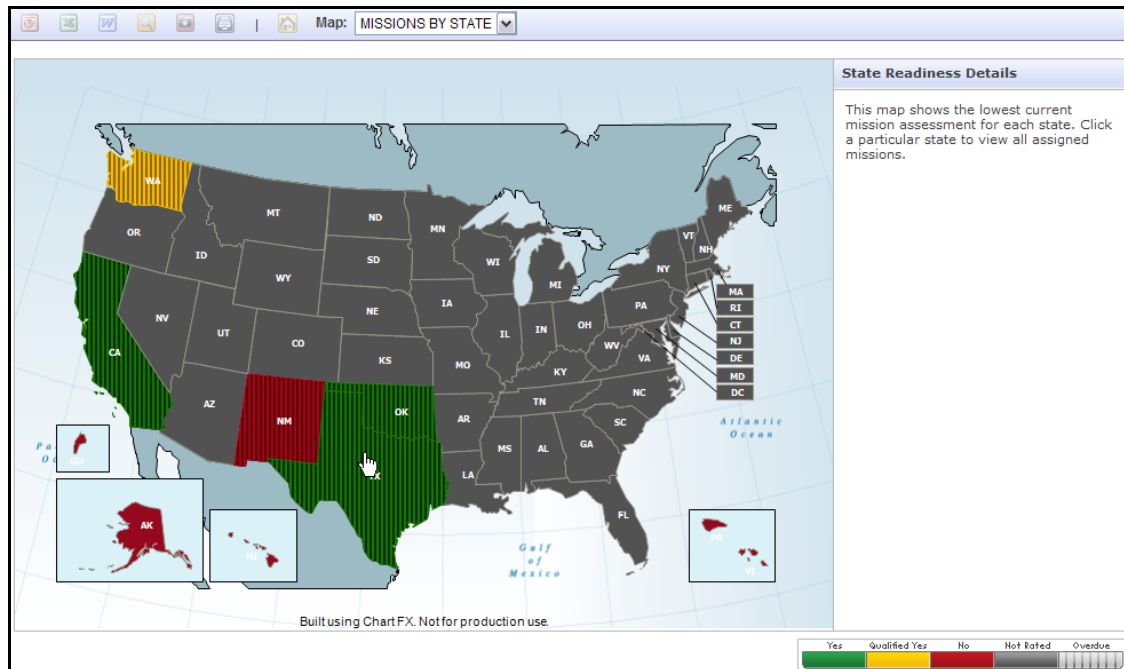 Map: MISSIONS BY STATE
State Readiness Details
This map shows the lowest current
mission assessment for each state. Click
a particular state to view all assigned
missions.
WA
MT
ND
MN
ME
OR
ID
SD
WI
VT
NH
WY
MI
NY
MA
RI
CT
NJ
DE
MD
DC
NV
UT
CO
NE
IA
IL
IN
OH
PA
CA
KS
MO
KY
WV
VA
AZ
NM
OK
AR
TN
NC
SC
MS
AL
GA
LA
FL
Atlantic
Ocean
GU
AK
HI
PR
VI
Gulf
of
Mexico
Built using Chart FX. Not for production use.
Yes Qualified Yes No Not Rated Overdue